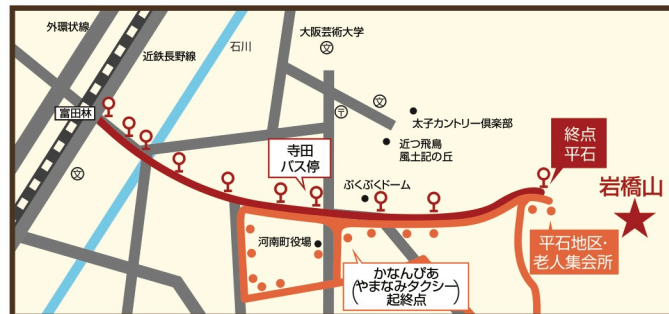 外環状線
近鉄長野線
石川
大阪芸術大学
文
富田林
〒
文
太子カントリー倶楽部
近つ飛鳥
風土記の丘
終点
平石
寺田
バス停
文
ぷくぷくドーム
岩橋山
河南町役場
平石地区・
老人集会所
かなんぴあ
(やまなみタクシー)
起終点